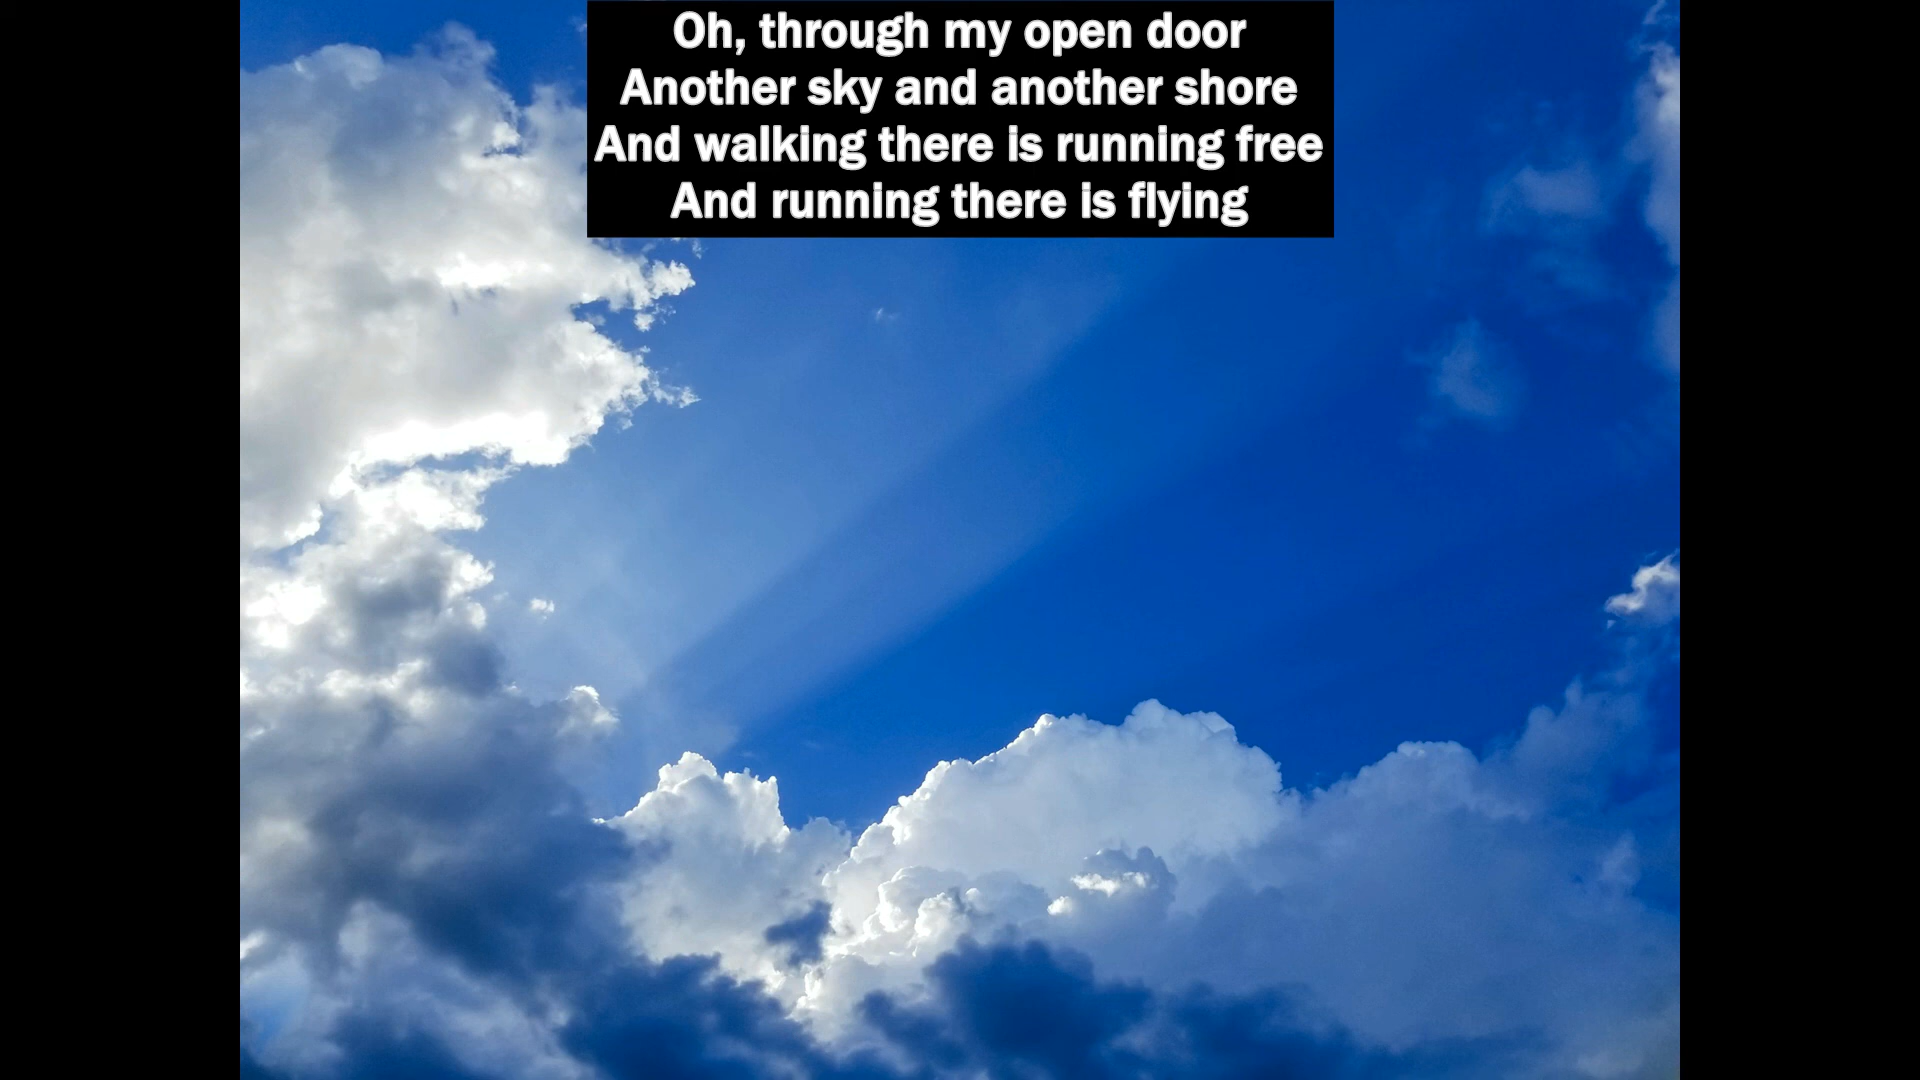 Oh, through my open door
Another sky and another shore
And walking there is running free
And running there is flying